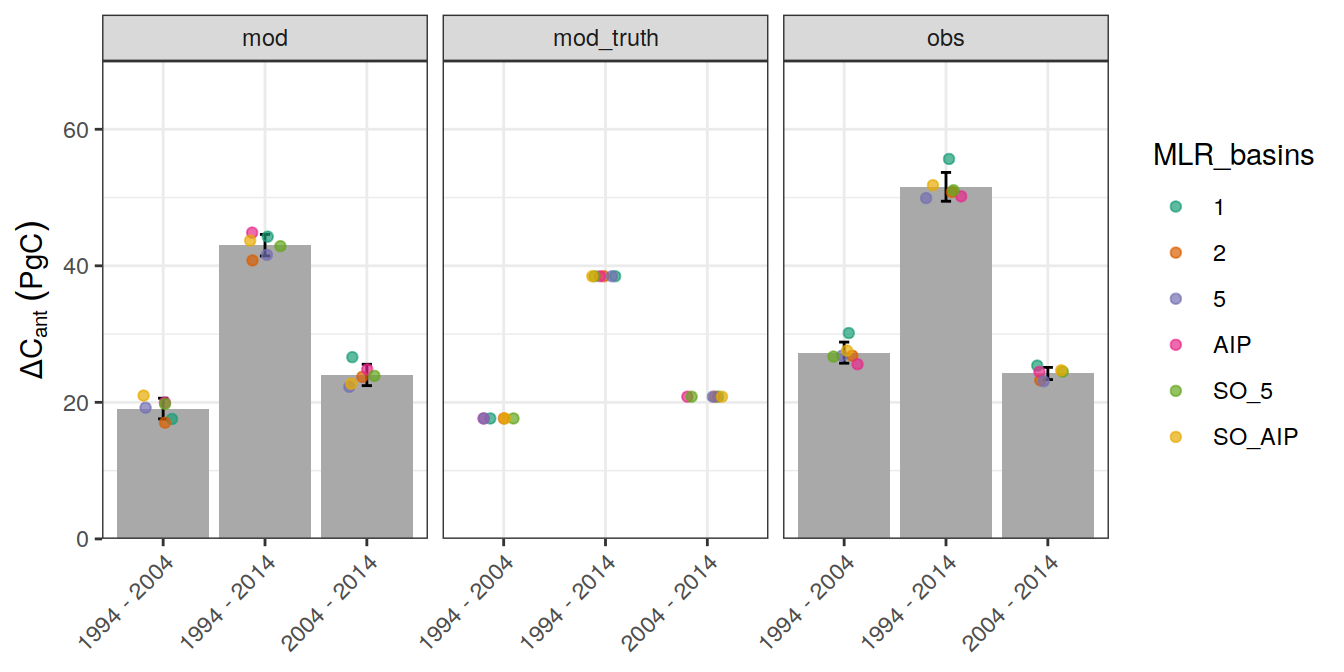 mod
mod_truth
obs
60
40
20
0
ΔCant (PgC)
1994 - 2004
1994 - 2014
2004 - 2014
1994 - 2004
1994 - 2014
2004 - 2014
1994 - 2004
1994 - 2014
2004 - 2014
MLR_basins
1
2
5
AIP
SO_5
SO_AIP